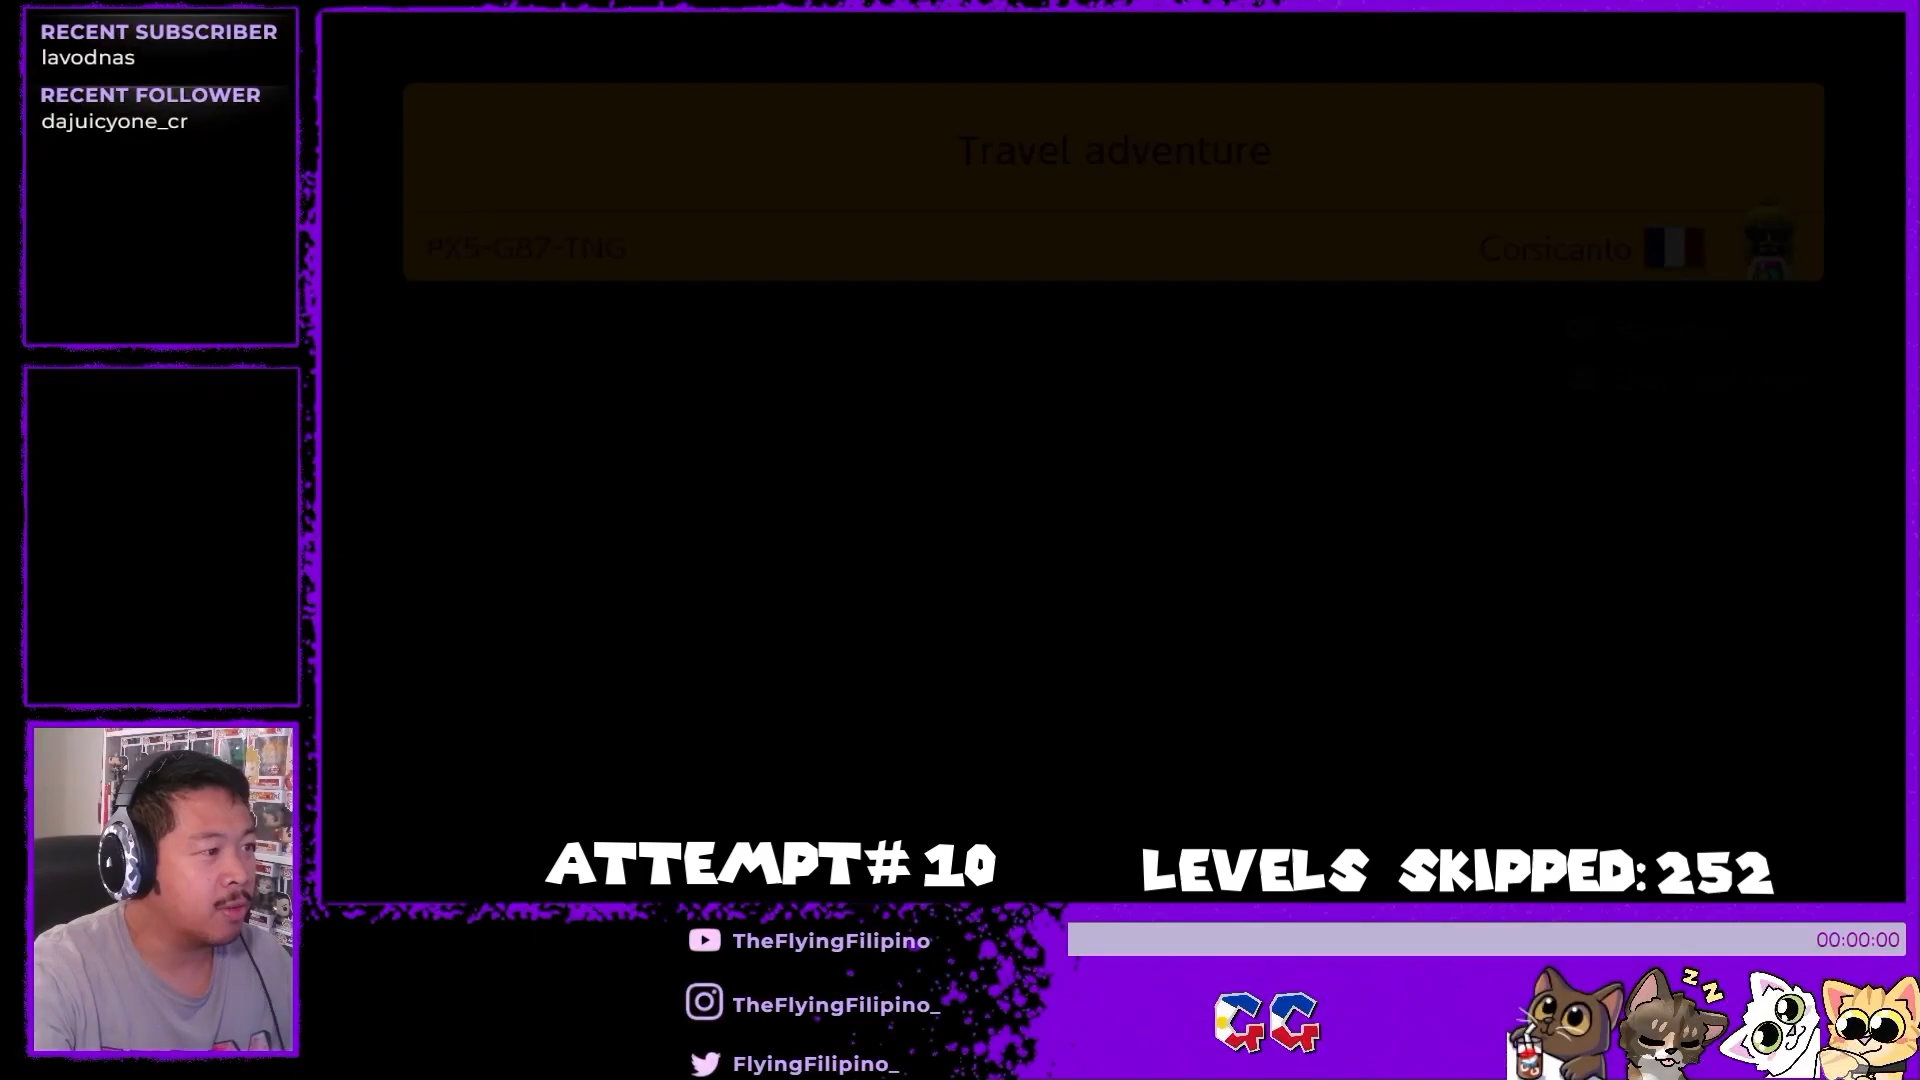 RECENT SUBSCRIBER
lavodnas
RECENT FOLLOWER
dajuicyone_cr
Travel adventure
PX5-G87-TNG
Corsicanto
ATTEMPT# 10
LEVELS SKIPPED: 252
TheFlyingFilipino
00:00:00
TheFlyingFilipino_
GG
z z
FlyingFilipino_